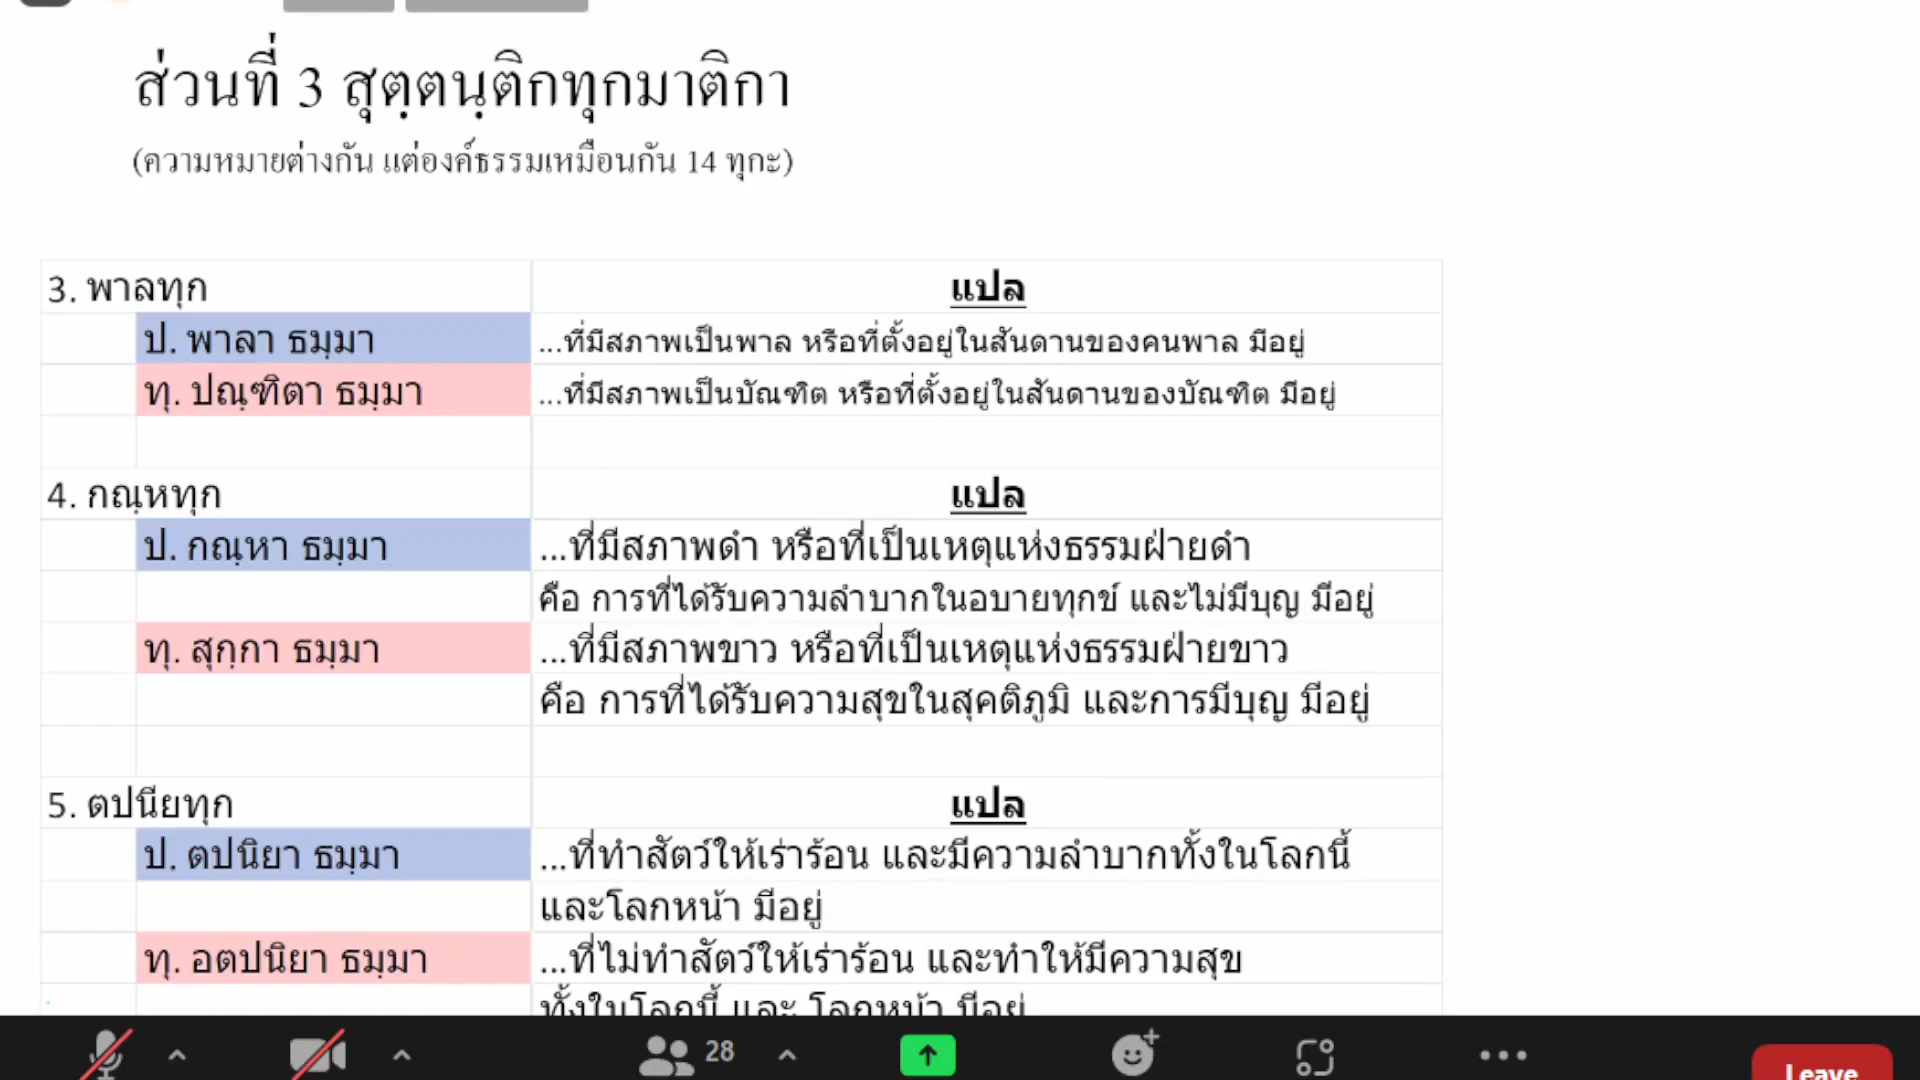 ส่วนที่ 3 สุตฺตนฺติกทุกมาติกา
(ความหมายต่างกัน แต่องค์ธรรมเหมือนกัน 14 ทุกะ)
3. พาลทุก แปล
ป. พาลา ธมฺมา ...ที่มีสภาพเป็นพาล หรือที่ตั้งอยู่ในสันดานของคนพาล มีอยู่
ทุ. ปณฺฑิตา ธมฺมา ...ที่มีสภาพเป็นบัณฑิต หรือที่ตั้งอยู่ในสันดานของบัณฑิต มีอยู่
4. กณฺหทุก แปล
ป. กณฺหา ธมฺมา ...ที่มีสภาพดำ หรือที่เป็นเหตุแห่งธรรมฝ่ายดำ
คือ การที่ได้รับความลำบากในอบายทุกข์ และไม่มีบุญ มีอยู่
ทุ. สุกฺกา ธมฺมา ...ที่มีสภาพขาว หรือที่เป็นเหตุแห่งธรรมฝ่ายขาว
คือ การที่ได้รับความสุขในสุคติภูมิ และการมีบุญ มีอยู่
5. ตปนียทุก แปล
ป. ตปนิยา ธมฺมา ...ที่ทำสัตว์ให้เร่าร้อน และมีความลำบากทั้งในโลกนี้
และโลกหน้า มีอยู่
ทุ. อตปนิยา ธมฺมา ...ที่ไม่ทำสัตว์ให้เร่าร้อน และทำให้มีความสุข
ทั้งในโลกนี้ และ โลกหน้า มีอยู่
28
Leave